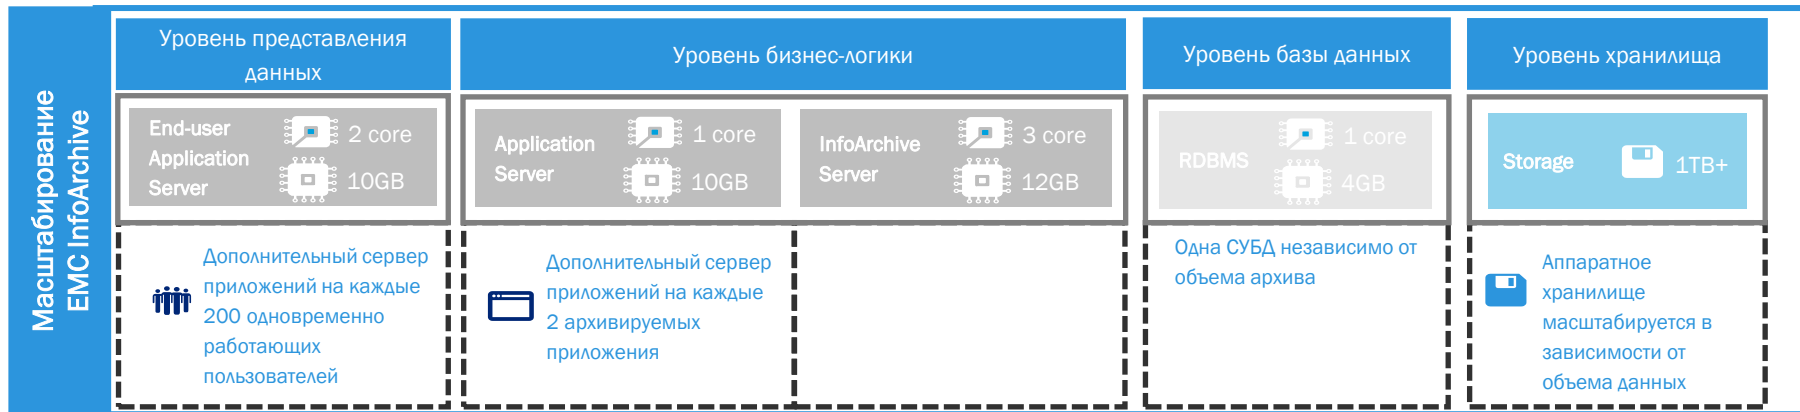 Масштабирование
EMC InfoArchive
Уровень представления
данных
End-user
Application
Server
2 core
10GB
Дополнительный сервер
приложений на каждые
200 одновременно
работающих
пользователей
Уровень бизнес-логики
Application
Server
1 core
10GB
InfoArchive
Server
3 core
12GB
Дополнительный сервер
приложений на каждые
2 архивируемых
приложения
Уровень базы данных
RDBMS
1 core
4GB
Одна СУБД независимо от
объема архива
Уровень хранилища
Storage
1TB+
Аппаратное
хранилище
масштабируется в
зависимости от
объема данных